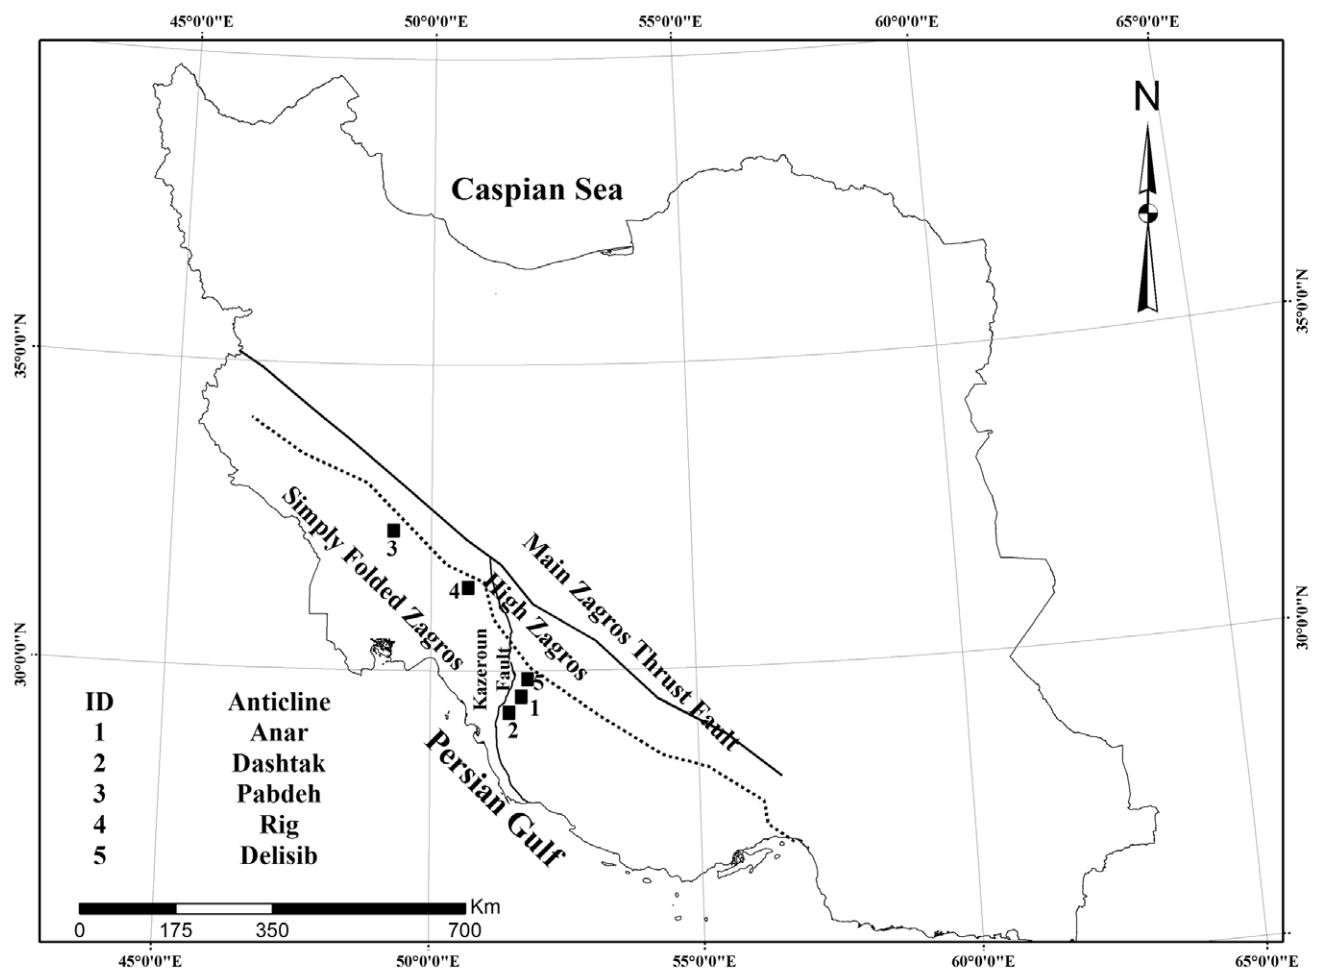 45°0'0"E 50°0'0"E 55°0'0"E 60°0'0"E 65°0'0"E
N
Caspian Sea
35°0'0"N
35°0'0"N
Simply Folded Zagros
3
4
High Zagros
Main Zagros Thrust Fault
30°0'0"N
30°0'0"N
Kazeroun
Fault
5
1
2
Persian Gulf
ID Anticline
1 Anar
2 Dashtak
3 Pabdeh
4 Rig
5 Delisib
Km
0 175 350 700
45°0'0"E 50°0'0"E 55°0'0"E 60°0'0"E 65°0'0"E